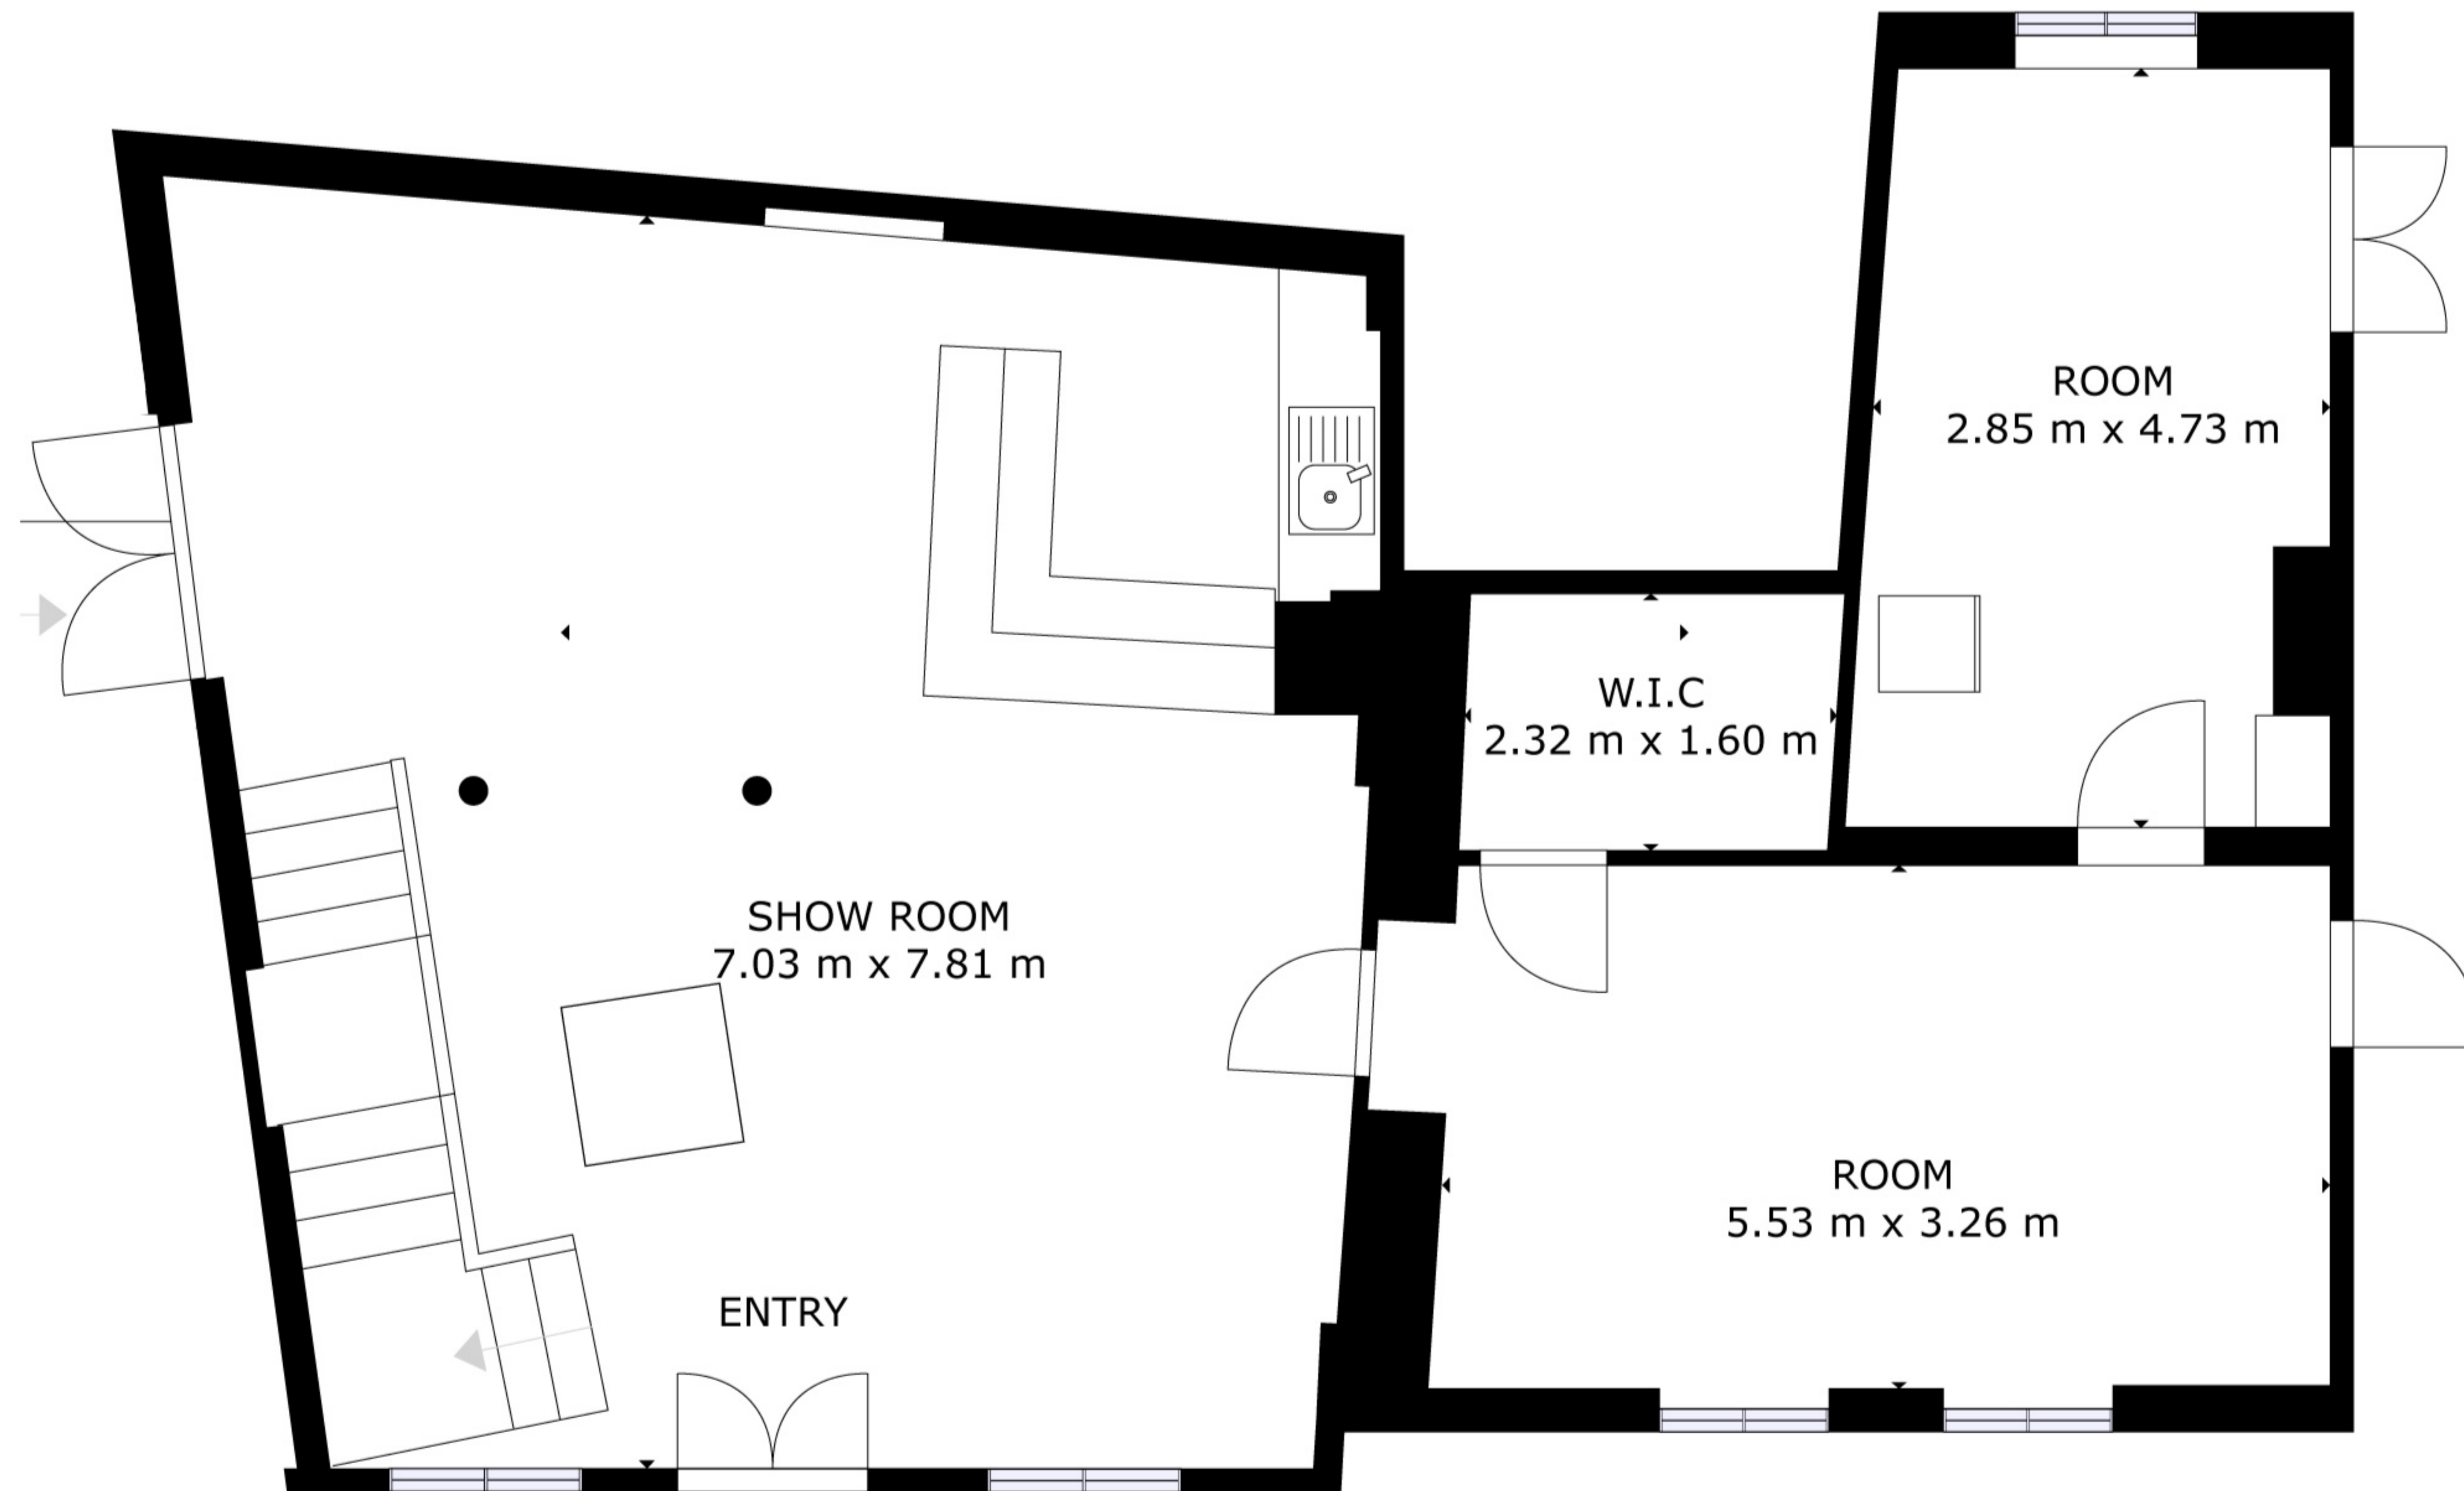 ROOM
2.85 m x 4.73 m
W.I.C
2.32 m x 1.60 m
SHOW ROOM
7.03 m x 7.81 m
ROOM
5.53 m x 3.26 m
ENTRY